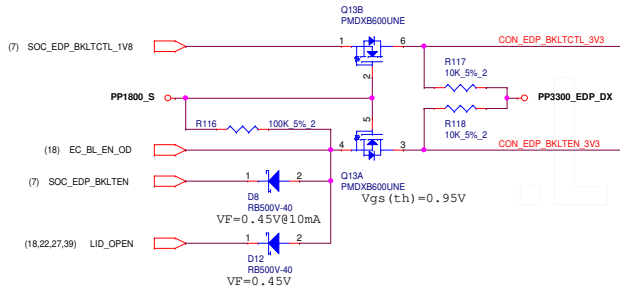 Q13B
PMDXB600UNE
(7) SOC_EDP_BKLTCTL_1V8
1
6
CON_EDP_BKLTCTL_3V3
2
R117
10K_5%_2
PP1800_S
PP3300_EDP_DX
5
R116
100K_5%_2
R118
10K_5%_2
(18) EC_BL_EN_OD
4
3
CON_EDP_BKLTEN_3V3
Q13A
PMDXB600UNE
Vgs(th)=0.95V
(7) SOC_EDP_BKLTEN
1
2
D8
RB500V-40
VF=0.45V@10mA
(18,22,27,39) LID_OPEN
1
2
D12
RB500V-40
VF=0.45V